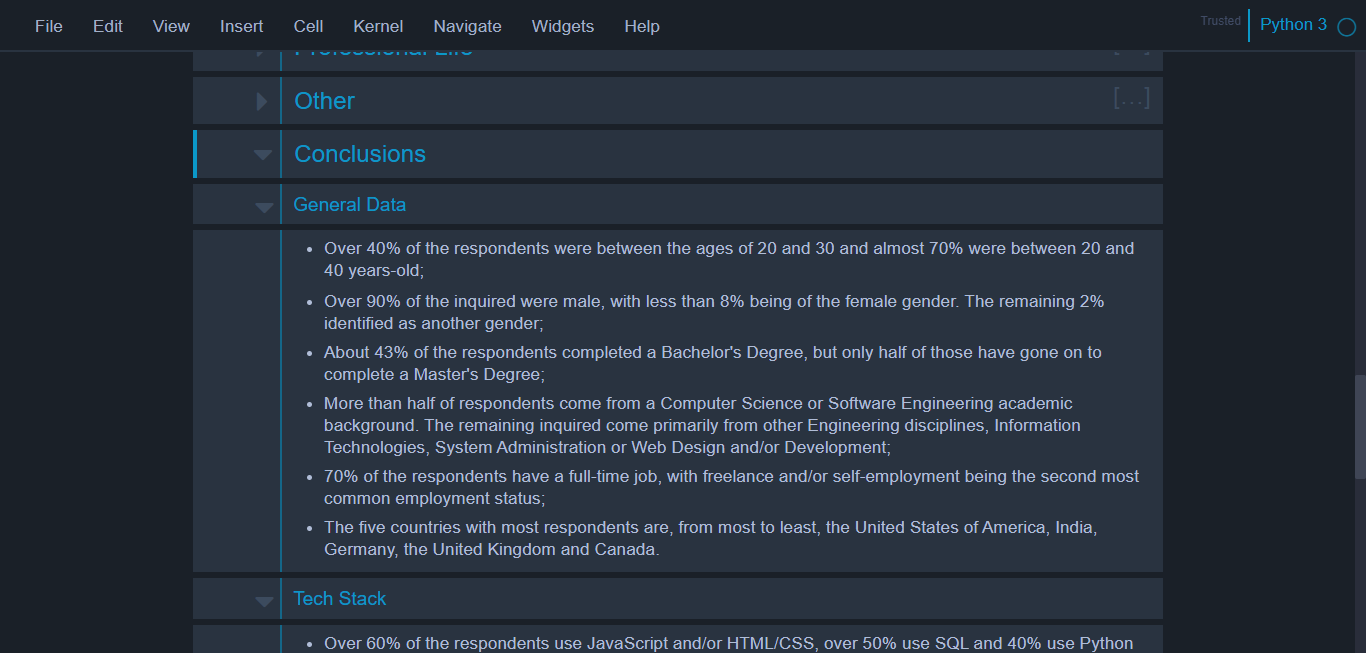 File Edit View Insert Cell Kernel Navigate Widgets Help Trusted Python 3
Professional Life [...]
Other [...]
Conclusions
General Data
• Over 40% of the respondents were between the ages of 20 and 30 and almost 70% were between 20 and
40 years-old;
• Over 90% of the inquired were male, with less than 8% being of the female gender. The remaining 2%
identified as another gender;
• About 43% of the respondents completed a Bachelor's Degree, but only half of those have gone on to
complete a Master's Degree;
• More than half of respondents come from a Computer Science or Software Engineering academic
background. The remaining inquired come primarily from other Engineering disciplines, Information
Technologies, System Administration or Web Design and/or Development;
• 70% of the respondents have a full-time job, with freelance and/or self-employment being the second most
common employment status;
• The five countries with most respondents are, from most to least, the United States of America, India,
Germany, the United Kingdom and Canada.
Tech Stack
• Over 60% of the respondents use JavaScript and/or HTML/CSS, over 50% use SQL and 40% use Python